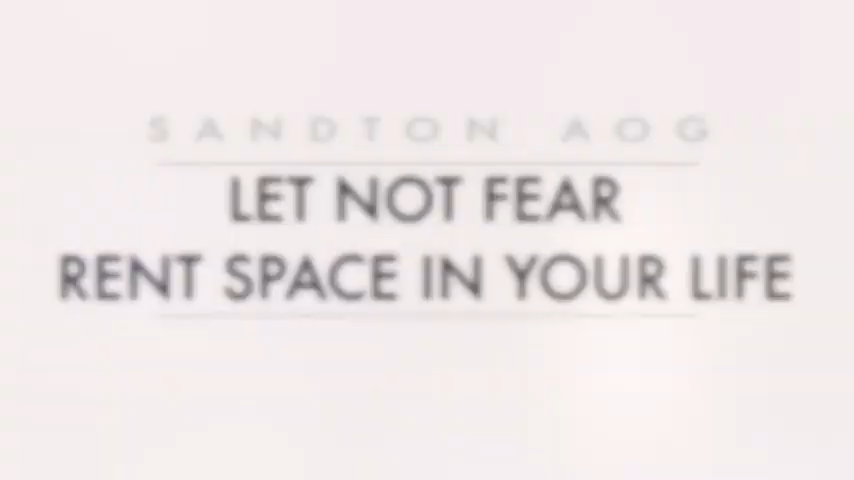 SANDTON AOG
LET NOT FEAR
RENT SPACE IN YOUR LIFE